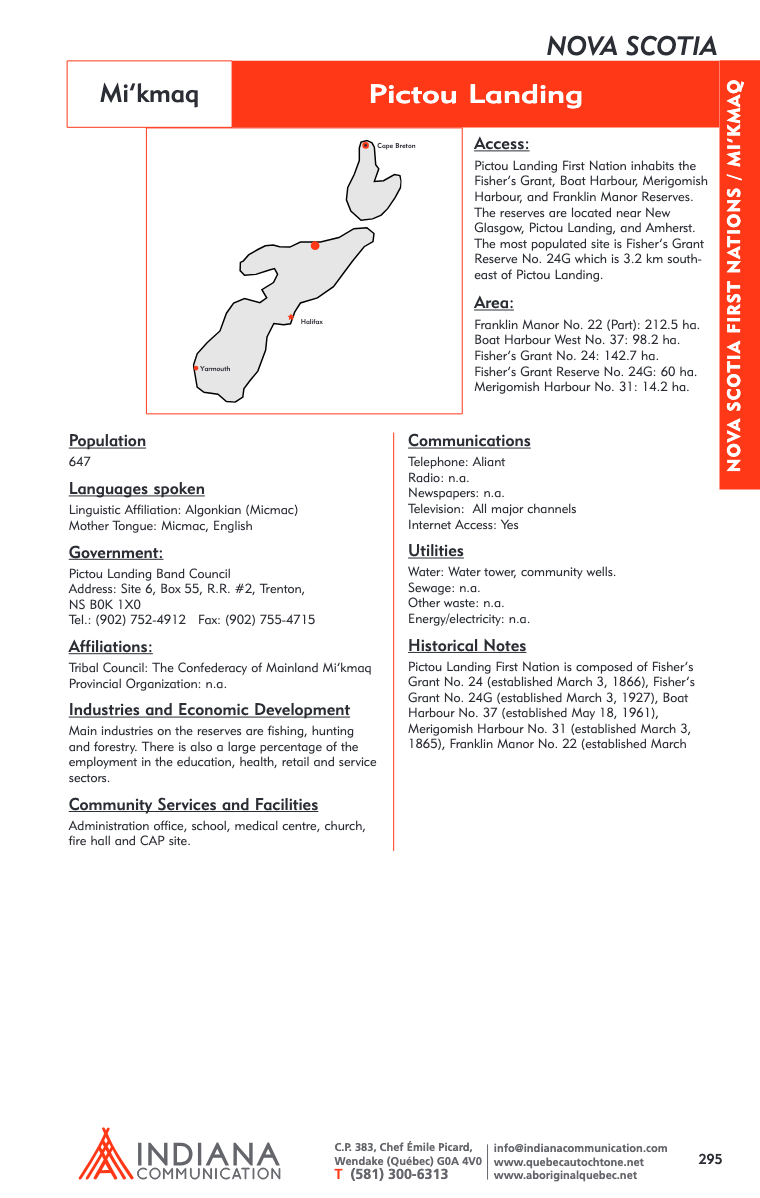 NOVA SCOTIA
Mi‘kmaq
Pictou Landing
NOVA SCOTIA FIRST NATIONS / MI‘KMAQ
Cape Breton
Halifax
Yarmouth
Access:
Pictou Landing First Nation inhabits the
Fisher’s Grant, Boat Harbour, Merigomish
Harbour, and Franklin Manor Reserves.
The reserves are located near New
Glasgow, Pictou Landing, and Amherst.
The most populated site is Fisher’s Grant
Reserve No. 24G which is 3.2 km south-
east of Pictou Landing.
Area:
Franklin Manor No. 22 (Part): 212.5 ha.
Boat Harbour West No. 37: 98.2 ha.
Fisher’s Grant No. 24: 142.7 ha.
Fisher’s Grant Reserve No. 24G: 60 ha.
Merigomish Harbour No. 31: 14.2 ha.
Population
647
Languages spoken
Linguistic Affiliation: Algonkian (Micmac)
Mother Tongue: Micmac, English
Government:
Pictou Landing Band Council
Address: Site 6, Box 55, R.R. #2, Trenton,
NS B0K 1X0
Tel.: (902) 752-4912 Fax: (902) 755-4715
Affiliations:
Tribal Council: The Confederacy of Mainland Mi‘kmaq
Provincial Organization: n.a.
Industries and Economic Development
Main industries on the reserves are fishing, hunting
and forestry. There is also a large percentage of the
employment in the education, health, retail and service
sectors.
Community Services and Facilities
Administration office, school, medical centre, church,
fire hall and CAP site.
Communications
Telephone: Aliant
Radio: n.a.
Newspapers: n.a.
Television: All major channels
Internet Access: Yes
Utilities
Water: Water tower, community wells.
Sewage: n.a.
Other waste: n.a.
Energy/electricity: n.a.
Historical Notes
Pictou Landing First Nation is composed of Fisher’s
Grant No. 24 (established March 3, 1866), Fisher’s
Grant No. 24G (established March 3, 1927), Boat
Harbour No. 37 (established May 18, 1961),
Merigomish Harbour No. 31 (established March 3,
1865), Franklin Manor No. 22 (established March
INDIANA
COMMUNICATION
C.P. 383, Chef Émile Picard,
Wendake (Québec) G0A 4V0
T (581) 300-6313
info@indianacommunication.com
www.quebecautochtone.net
www.aboriginalquebec.net
295